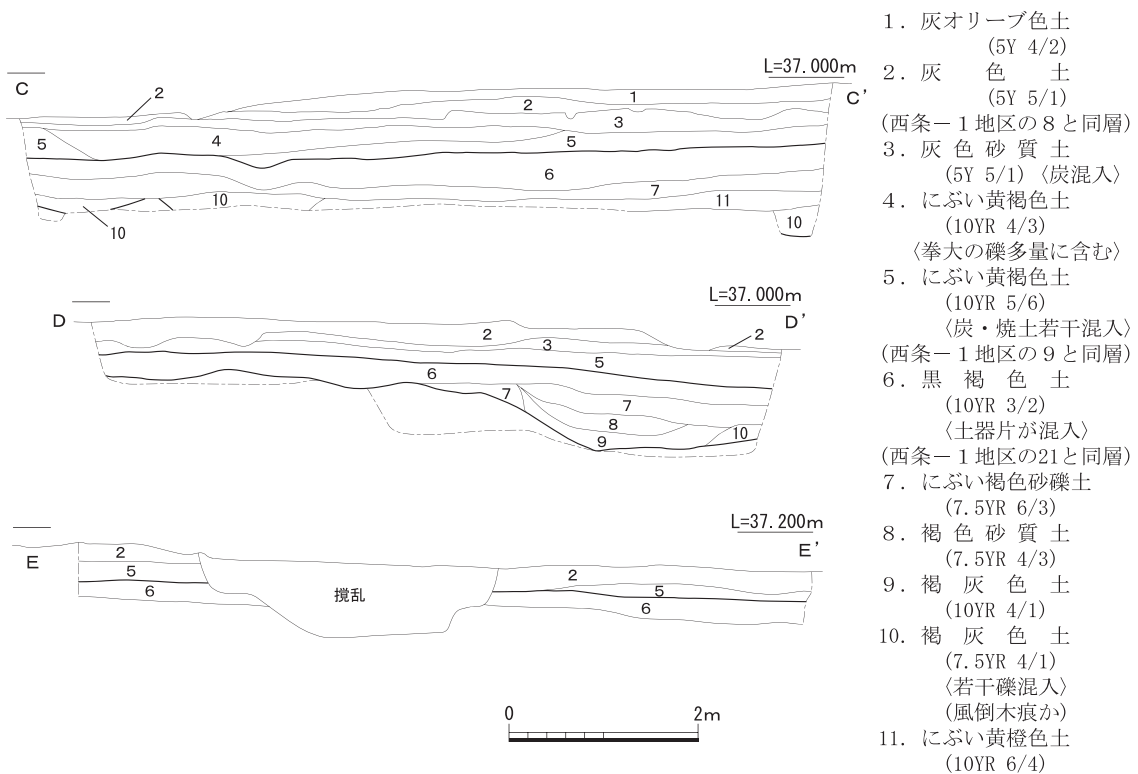 L=37.000m
C
C'
2
1
2
3
4
5
5
6
7
10
11
10
10
L=37.000m
D
D'
2
3
2
5
6
7
7
8
9
10
L=37.200m
E
E'
2
5
6
撹乱
2
5
6
0
2m
1. 灰オリーブ色土
(5Y 4/2)
2. 灰 色 土
(5Y 5/1)
(西条－1地区の8と同層)
3. 灰 色 砂 質 土
(5Y 5/1)〈炭混入〉
4. にぶい黄褐色土
(10YR 4/3)
〈拳大の礫多量に含む〉
5. にぶい黄褐色土
(10YR 5/6)
〈炭・焼土若干混入〉
(西条－1地区の9と同層)
6. 黒 褐 色 土
(10YR 3/2)
〈土器片が混入〉
(西条－1地区の21と同層)
7. にぶい褐色砂礫土
(7.5YR 6/3)
8. 褐 色 砂 質 土
(7.5YR 4/3)
9. 褐 灰 色 土
(10YR 4/1)
10. 褐 灰 色 土
(7.5YR 4/1)
〈若干礫混入〉
(風倒木痕か)
11. にぶい黄橙色土
(10YR 6/4)